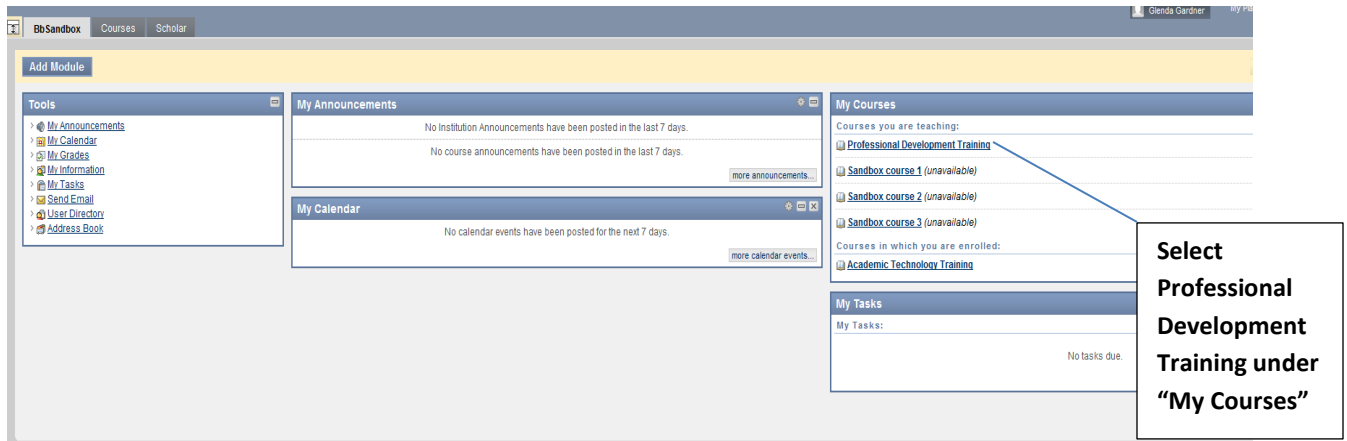 Glenda Gardner
BbSandbox Courses Scholar
Add Module
Tools
My Announcements
My Calendar
My Grades
My Information
My Tasks
Send Email
User Directory
Address Book
My Announcements
No Institution Announcements have been posted in the last 7 days.
No course announcements have been posted in the last 7 days.
more announcements...
My Calendar
No calendar events have been posted for the next 7 days.
more calendar events...
My Courses
Courses you are teaching:
Professional Development Training
Sandbox course 1 (unavailable)
Sandbox course 2 (unavailable)
Sandbox course 3 (unavailable)
Courses in which you are enrolled:
Academic Technology Training
My Tasks
My Tasks:
No tasks due.
Select
Professional
Development
Training under
“My Courses”